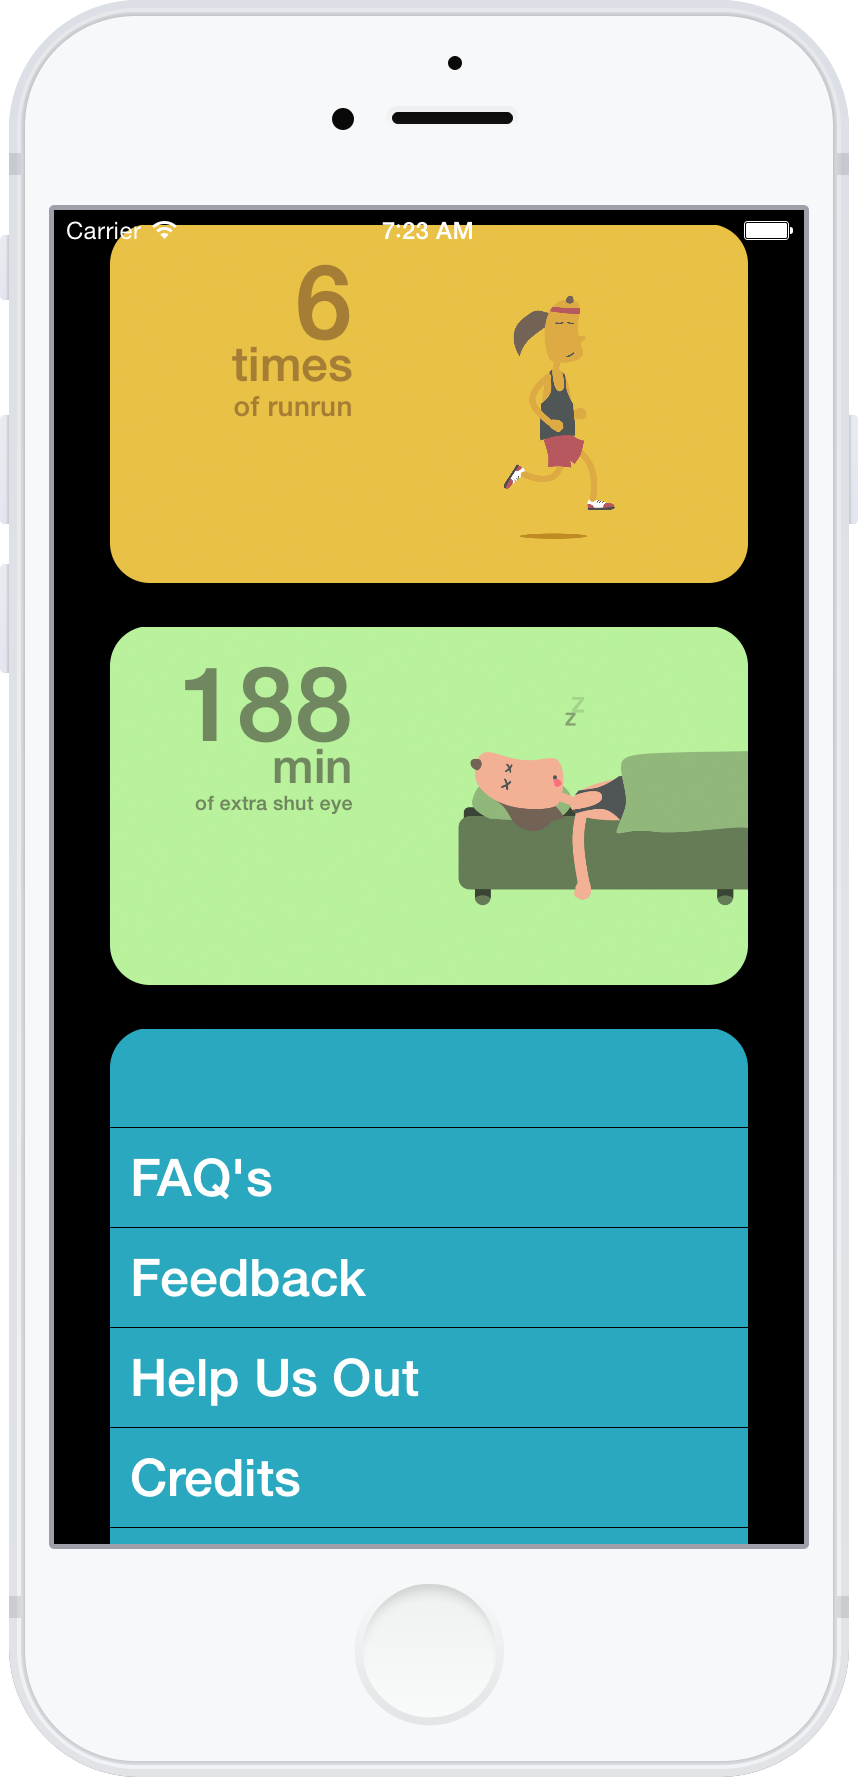 Carrier 7:23 AM
6
times
of runrun
188
min
of extra shut eye
z
z
FAQ's
Feedback
Help Us Out
Credits